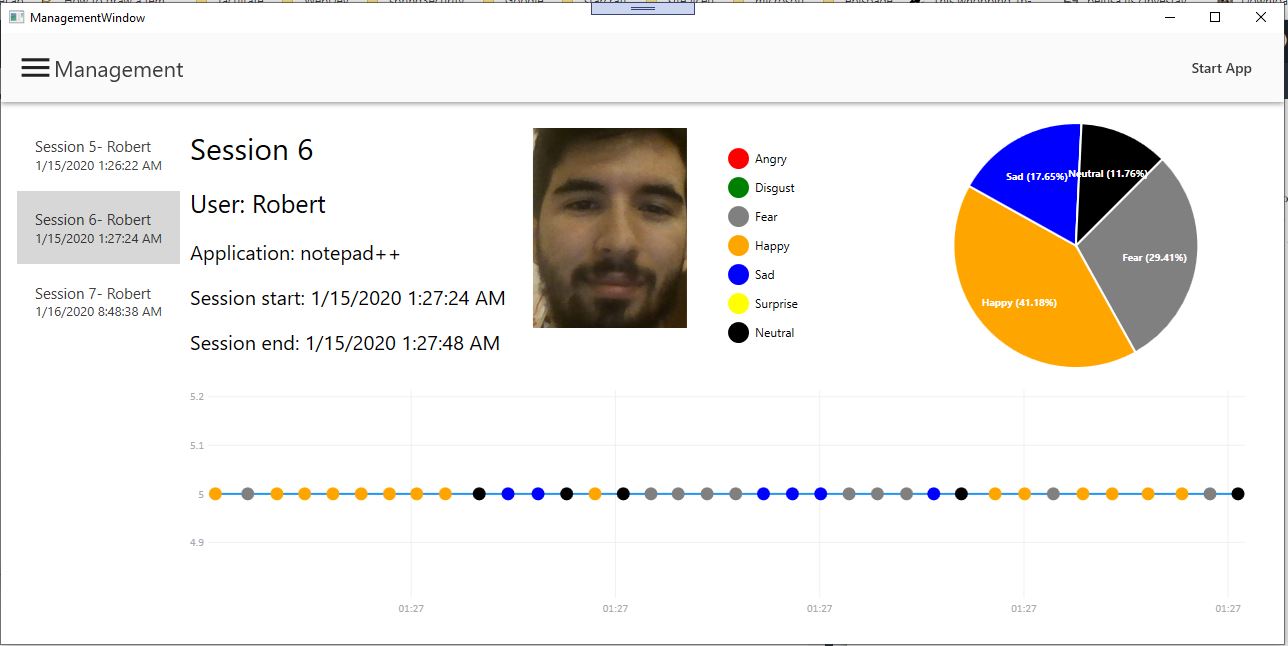 ManagementWindow
Management
Start App
Session 5- Robert
1/15/2020 1:26:22 AM
Session 6- Robert
1/15/2020 1:27:24 AM
Session 7- Robert
1/16/2020 8:48:38 AM
Session 6
User: Robert
Application: notepad++
Session start: 1/15/2020 1:27:24 AM
Session end: 1/15/2020 1:27:48 AM
Angry
Disgust
Fear
Happy
Sad
Surprise
Neutral
Sad (17.65%)
Neutral (11.76%)
Fear (29.41%)
Happy (41.18%)
5.2
5.1
5
4.9
01:27
01:27
01:27
01:27
01:27